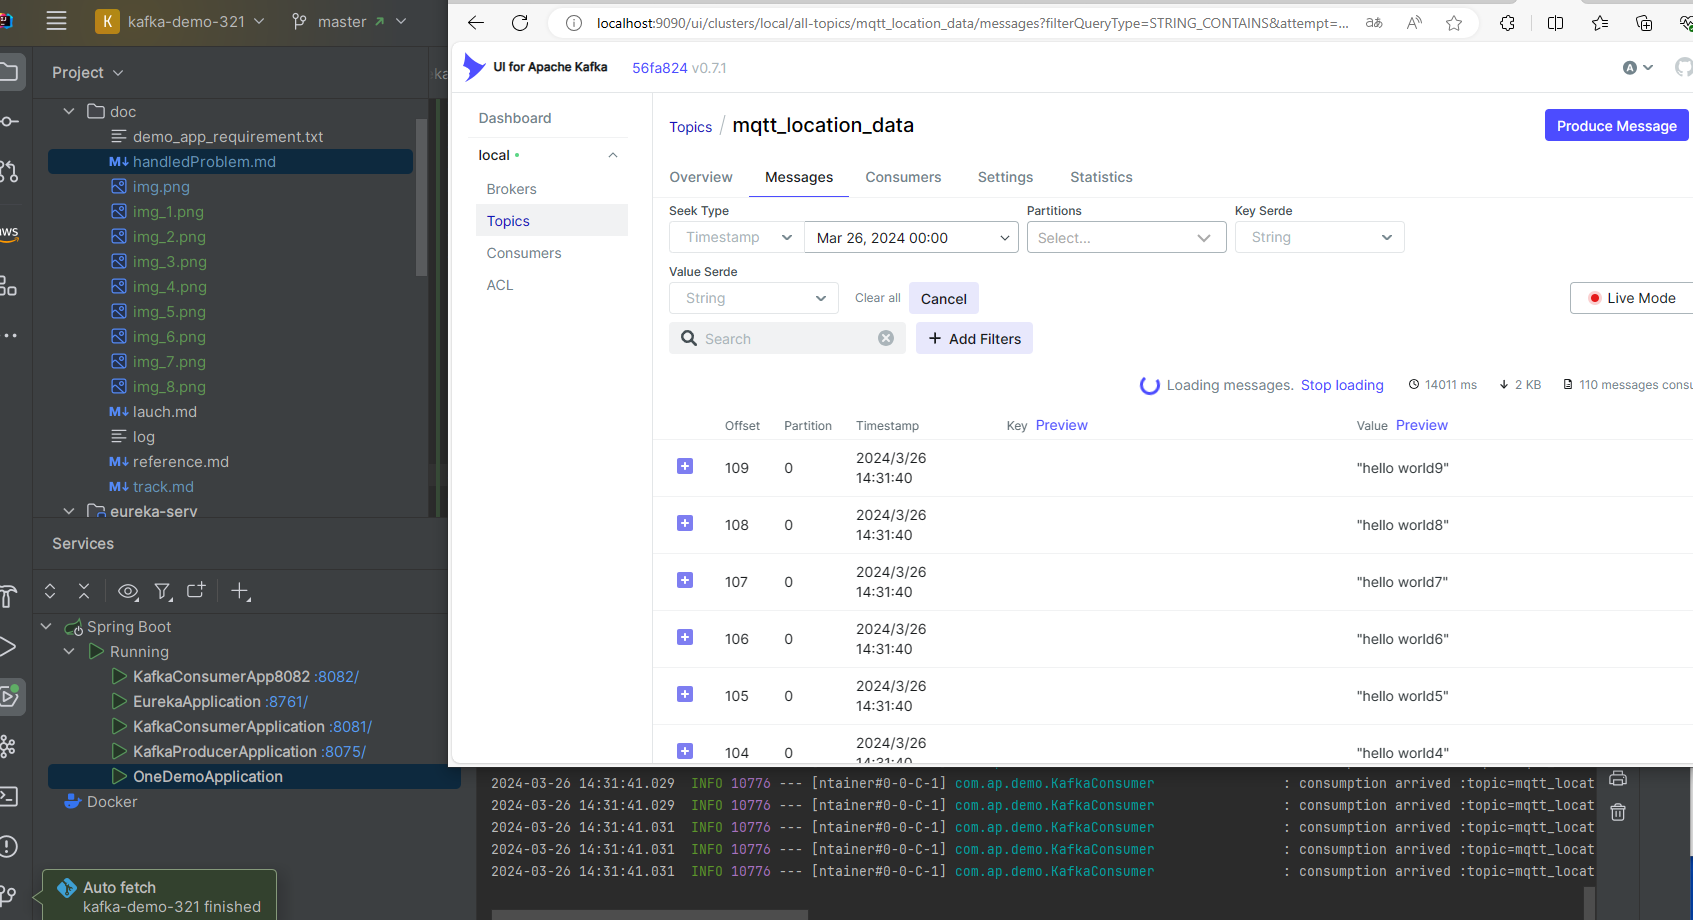 K kafka-demo-321
master
Project
doc
demo_app_requirement.txt
M↓ handledProblem.md
img.png
img_1.png
img_2.png
img_3.png
img_4.png
img_5.png
img_6.png
img_7.png
img_8.png
M↓ lauch.md
log
M↓ reference.md
M↓ track.md
eureka-serv
aws
Services
Spring Boot
Running
KafkaConsumerApp8082 :8082/
EurekaApplication :8761/
KafkaConsumerApplication :8081/
KafkaProducerApplication :8075/
OneDemoApplication
Docker
Auto fetch
kafka-demo-321 finished
localhost:9090/ui/clusters/local/all-topics/mqtt_location_data/messages?filterQueryType=STRING_CONTAINS&attempt=...
UI for Apache Kafka 56fa824 v0.7.1
A
Dashboard
local
Brokers
Topics
Consumers
ACL
Topics / mqtt_location_data
Produce Message
Overview Messages Consumers Settings Statistics
Seek Type Partitions Key Serde
Timestamp Mar 26, 2024 00:00 Select... String
Value Serde
String Clear all Cancel Live Mode
Search + Add Filters
Loading messages. Stop loading 14011 ms 2 KB 110 messages consu
Offset Partition Timestamp Key Preview Value Preview
109 0 2024/3/26 14:31:40 "hello world9"
108 0 2024/3/26 14:31:40 "hello world8"
107 0 2024/3/26 14:31:40 "hello world7"
106 0 2024/3/26 14:31:40 "hello world6"
105 0 2024/3/26 14:31:40 "hello world5"
104 0 2024/3/26 14:31:40 "hello world4"
2024-03-26 14:31:41.029 INFO 10776 --- [ntainer#0-0-C-1] com.ap.demo.KafkaConsumer : consumption arrived :topic=mqtt_locat
2024-03-26 14:31:41.029 INFO 10776 --- [ntainer#0-0-C-1] com.ap.demo.KafkaConsumer : consumption arrived :topic=mqtt_locat
2024-03-26 14:31:41.031 INFO 10776 --- [ntainer#0-0-C-1] com.ap.demo.KafkaConsumer : consumption arrived :topic=mqtt_locat
2024-03-26 14:31:41.031 INFO 10776 --- [ntainer#0-0-C-1] com.ap.demo.KafkaConsumer : consumption arrived :topic=mqtt_locat
2024-03-26 14:31:41.031 INFO 10776 --- [ntainer#0-0-C-1] com.ap.demo.KafkaConsumer : consumption arrived :topic=mqtt_locat